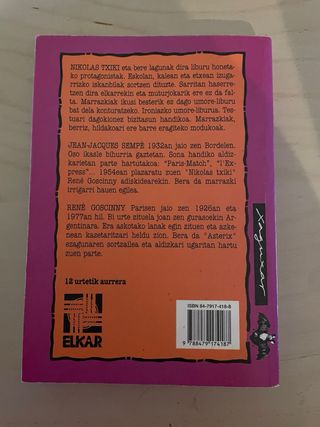 NIKOLAS TXIKI eta bere lagunak dira liburu honeta-
ko protagonistak. Eskolan, kalean eta etxean izuga-
rrizko iskanbilak sortzen dituzte. Sarritan haserre-
tzen dira elkarrekin eta muturjokarik ere ez da fal-
ta. Marrazkiak ikusi besterik ez dago umore-liburu
bat dela konturatzeko. Ironiazko umore-liburua. Tes-
tuari dagokionez bizitasun handikoa. Marrazkiak,
berriz, hildakoari ere barre eragiteko modukoak.
JEAN-JACQUES SEMPÉ 1932an jaio zen Bordelen.
Oso ikasle bihurria gaztetan. Sona handiko aldiz-
karietan parte hartutakoa: "Paris-Match", "l'Ex-
press"... 1954ean plazaratu zuen "Nikolas txiki"
René Goscinny adiskidearekin. Bera da marrazki
irrigarri hauen egilea.
RENÉ GOSCINNY Parisen jaio zen 1926an eta
1977an hil. Bi urte zituela joan zen gurasoekin Ar-
gentinara. Era askotako lanak egin zituen eta azke-
nean kazetaritzari heldu zion. Bera da "Asterix"
ezagunaren sortzailea eta aldizkari ugaritan hartu
zuen parte.
12 urtetik aurrera
ELKAR
ISBN 84-7917-418-8
9 788479 174187
Xaguxar